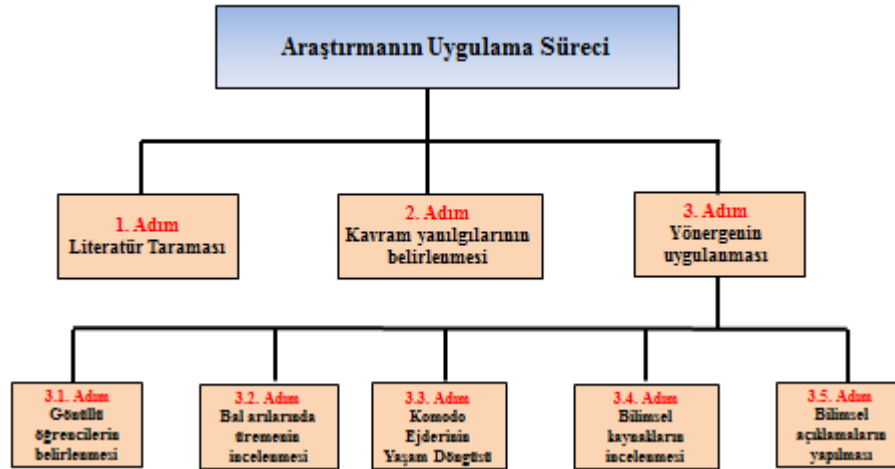 Araştırmanın Uygulama Süreci
1. Adım
Literatür Taraması
2. Adım
Kavram yanılgılarının
belirlenmesi
3. Adım
Yönergenin
uygulanması
3.1. Adım
Gönüllü
öğrencilerin
belirlenmesi
3.2. Adım
Bal arılarında
üremenin
incelenmesi
3.3. Adım
Komodo
Ejderinin
Yaşam Döngüsü
3.4. Adım
Bilimsel
kaynakların
incelenmesi
3.5. Adım
Bilimsel
açıklamaların
yapılması